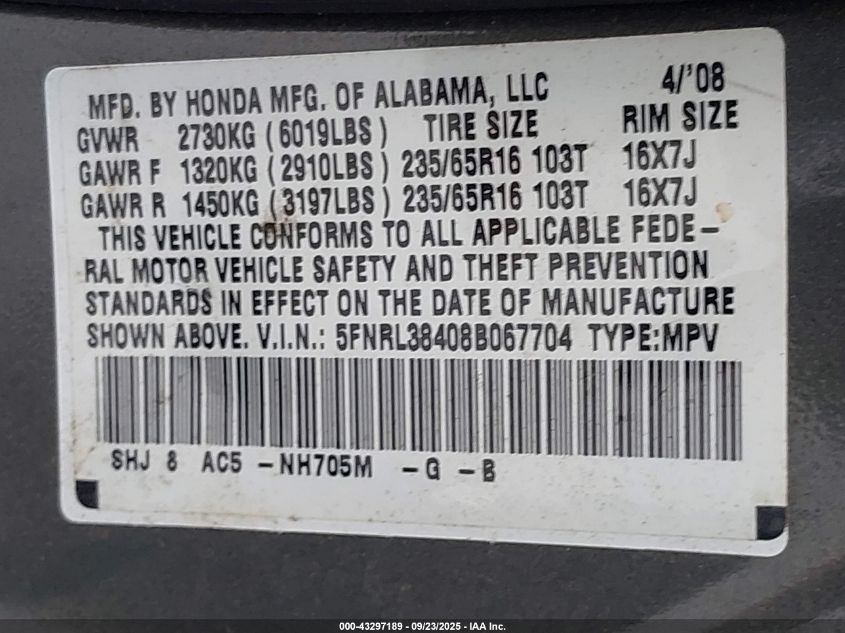 MFD. BY HONDA MFG. OF ALABAMA, LLC 4/'08
GVWR 2730KG (6019LBS) TIRE SIZE RIM SIZE
GAWR F 1320KG (2910LBS) 235/65R16 103T 16X7J
GAWR R 1450KG (3197LBS) 235/65R16 103T 16X7J
THIS VEHICLE CONFORMS TO ALL APPLICABLE FEDE-
RAL MOTOR VEHICLE SAFETY AND THEFT PREVENTION
STANDARDS IN EFFECT ON THE DATE OF MANUFACTURE
SHOWN ABOVE. V.I.N.: 5FNRL38408B067704 TYPE:MPV
SHJ 8 AC5 -NH705M -G -B
000-43297189 - 09/23/2025 - IAA Inc.